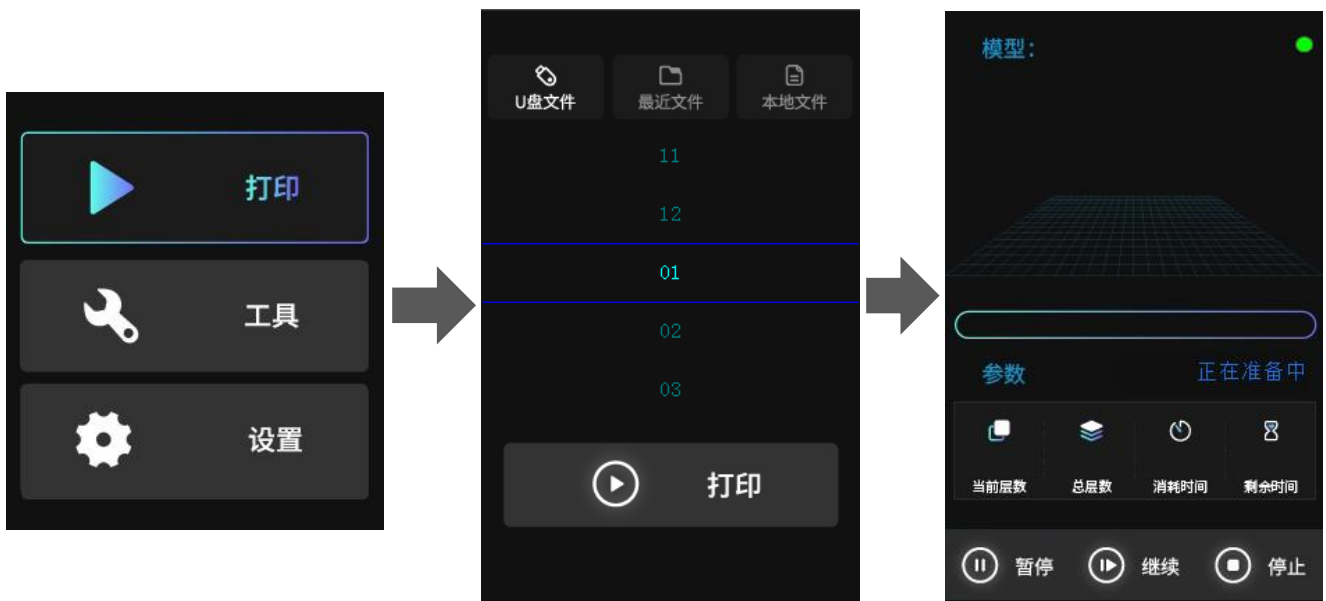 打印
工具
设置
U盘文件 最近文件 本地文件
11
12
01
02
03
打印
模型：
参数 正在准备中
当前层数 总层数 消耗时间 剩余时间
暂停 继续 停止